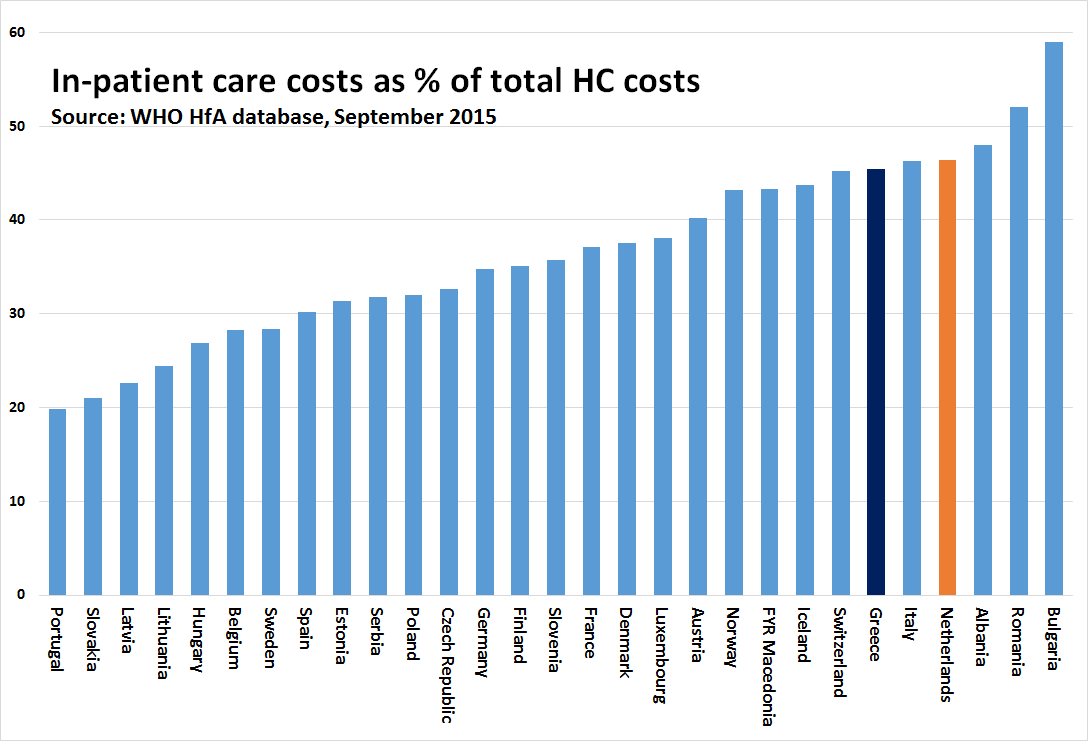 In-patient care costs as % of total HC costs
Source: WHO HfA database, September 2015
60
50
40
30
20
10
0
Portugal
Slovakia
Latvia
Lithuania
Hungary
Belgium
Sweden
Spain
Estonia
Serbia
Poland
Czech Republic
Germany
Finland
Slovenia
France
Denmark
Luxembourg
Austria
Norway
FYR Macedonia
Iceland
Switzerland
Greece
Italy
Netherlands
Albania
Romania
Bulgaria